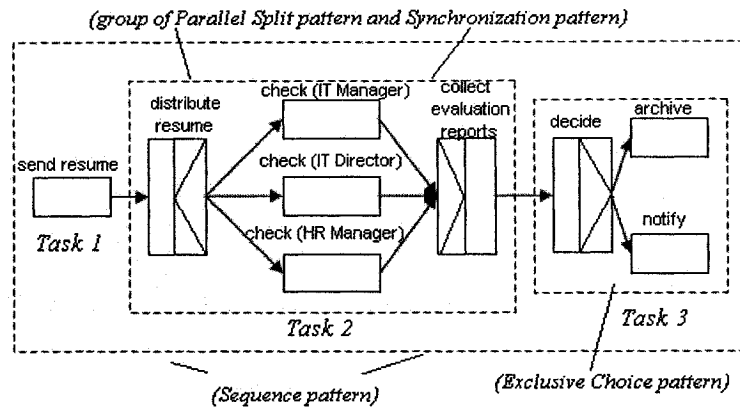 (group of Parallel Split pattern and Synchronization pattern)
distribute
resume
check (IT Manager)
collect
evaluation
reports
decide
archive
send resume
check (IT Director)
check (HR Manager)
notify
Task 1
Task 2
Task 3
(Sequence pattern)
(Exclusive Choice pattern)